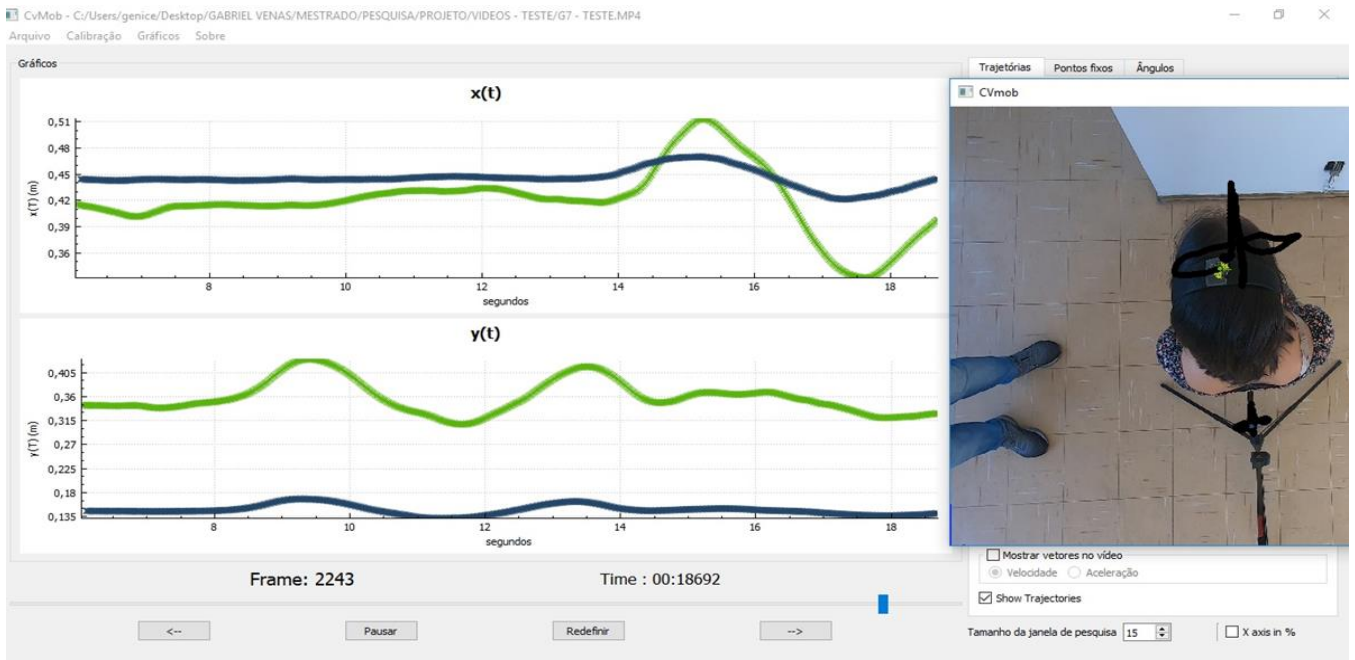 CvMob - C:/Users/genice/Desktop/GABRIEL VENAS/MESTRADO/PESQUISA/PROJETO/VIDEOS - TESTE/G7 - TESTE.MP4
Arquivo Calibração Gráficos Sobre
Gráficos
Trajetórias Pontos fixos Ângulos
CVmob
x(t)
0,51
0,48
0,45
0,42
0,39
0,36
x(T) (m)
8 10 12 14 16 18
segundos
y(t)
0,405
0,36
0,315
0,27
0,225
0,18
0,135
y(T) (m)
8 10 12 14 16 18
segundos
Mostrar vetores no vídeo
Velocidade Aceleração
Show Trajectories
Frame: 2243 Time : 00:18692
<-- Pausar Redefinir -->
Tamanho da janela de pesquisa 15 X axis in %